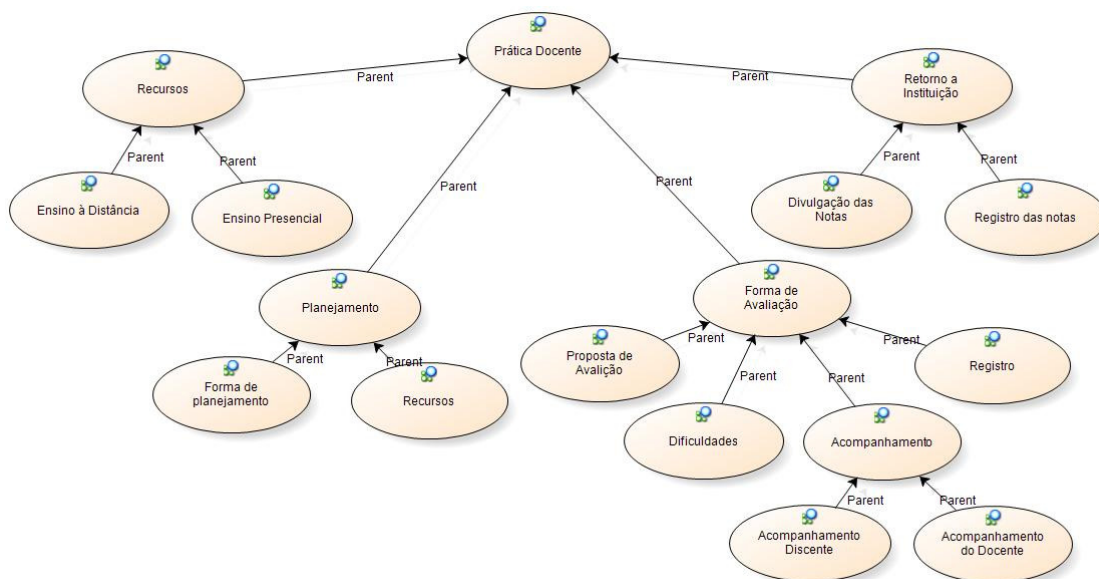 Prática Docente
Recursos
Retorno a
Instituição
Parent
Parent
Parent
Parent
Parent
Parent
Ensino à Distância
Ensino Presencial
Parent
Parent
Divulgação das
Notas
Registro das notas
Planejamento
Forma de
Avaliação
Parent
Parent
Parent
Parent
Proposta de
Avalição
Registro
Parent
Parent
Forma de
planejamento
Recursos
Dificuldades
Acompanhamento
Parent
Parent
Acompanhamento
Discente
Acompanhamento
do Docente